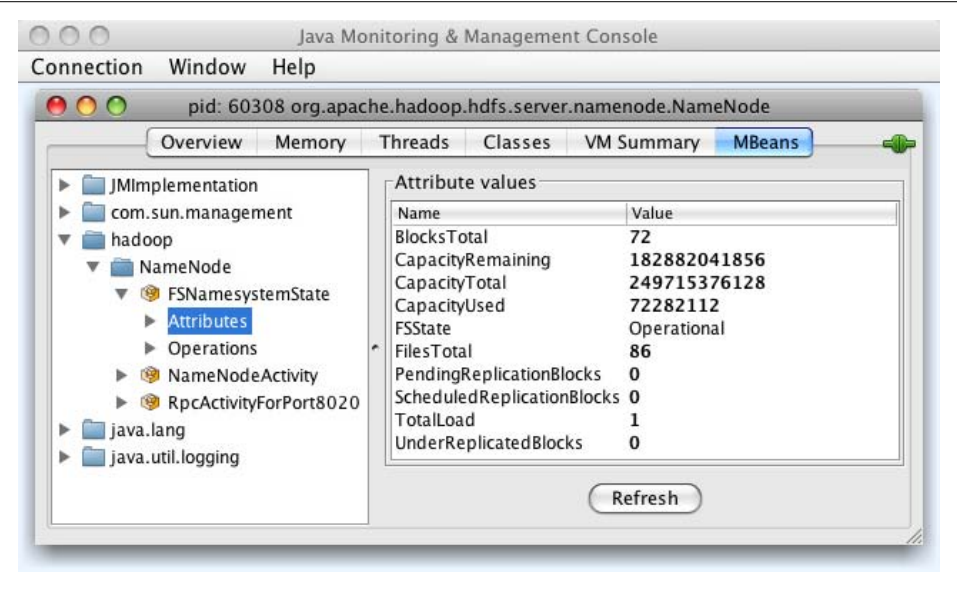 Java Monitoring & Management Console
Connection Window Help
pid: 60308 org.apache.hadoop.hdfs.server.namenode.NameNode
Overview Memory Threads Classes VM Summary MBeans
JMImplementation
com.sun.management
hadoop
NameNode
FSNamesystemState
Attributes
Operations
NameNodeActivity
RpcActivityForPort8020
java.lang
java.util.logging
Attribute values
Name Value
BlocksTotal 72
CapacityRemaining 182882041856
CapacityTotal 249715376128
CapacityUsed 72282112
FSState Operational
FilesTotal 86
PendingReplicationBlocks 0
ScheduledReplicationBlocks 0
TotalLoad 1
UnderReplicatedBlocks 0
Refresh